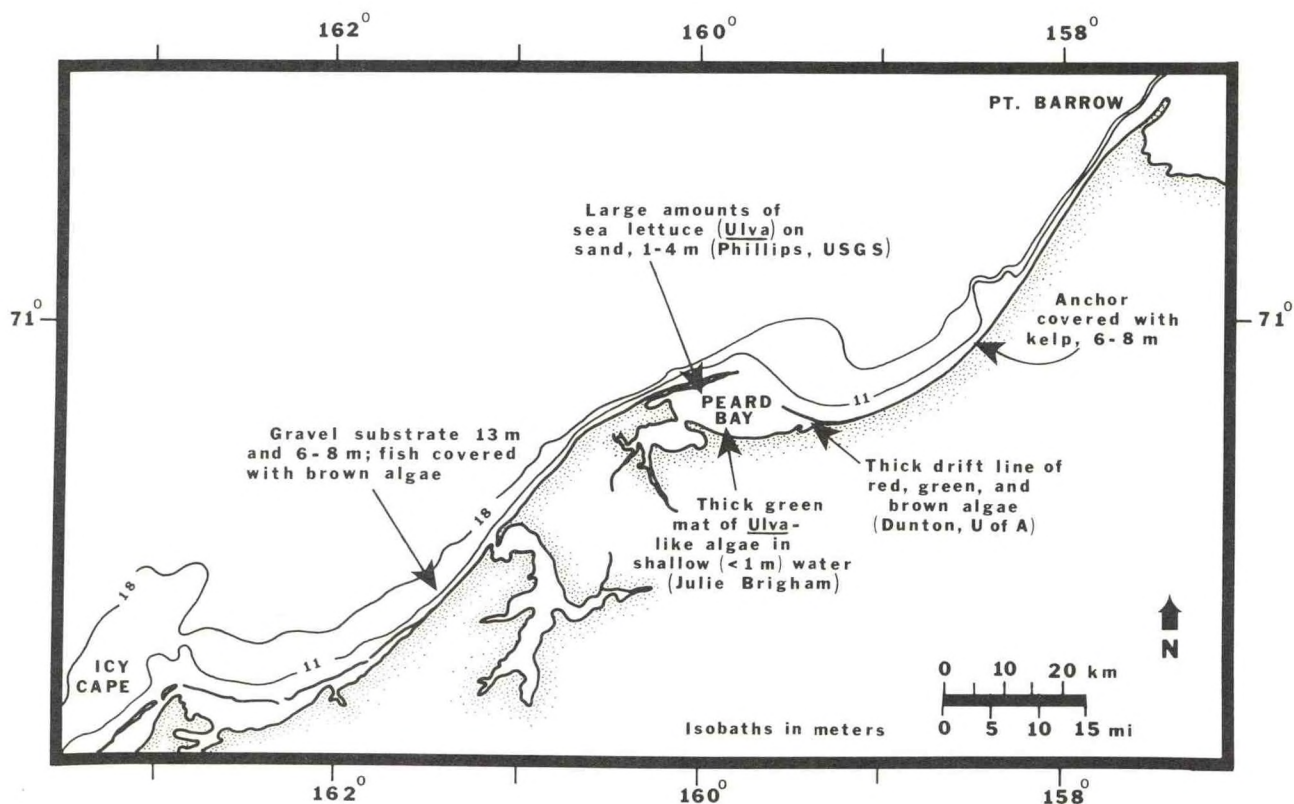 162° 160° 158°
PT. BARROW
Large amounts of
sea lettuce (Ulva) on
sand, 1-4 m (Phillips, USGS)
71° 71°
Anchor
covered with
kelp, 6-8 m
11
PEARD
BAY
Gravel substrate 13 m
and 6-8 m; fish covered
with brown algae
Thick drift line of
red, green, and
brown algae
(Dunton, U of A)
Thick green
mat of Ulva-
like algae in
shallow (<1 m) water
(Julie Brigham)
18
18
11
ICY
CAPE
N
0 10 20 km
0 5 10 15 mi
Isobaths in meters
162° 160° 158°